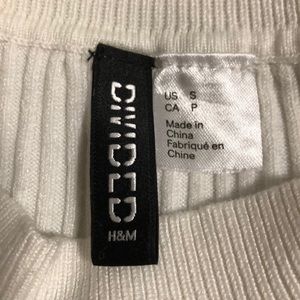 DIVIDED
H&M
US S
CA P
Made in
China
Fabriqué en
Chine